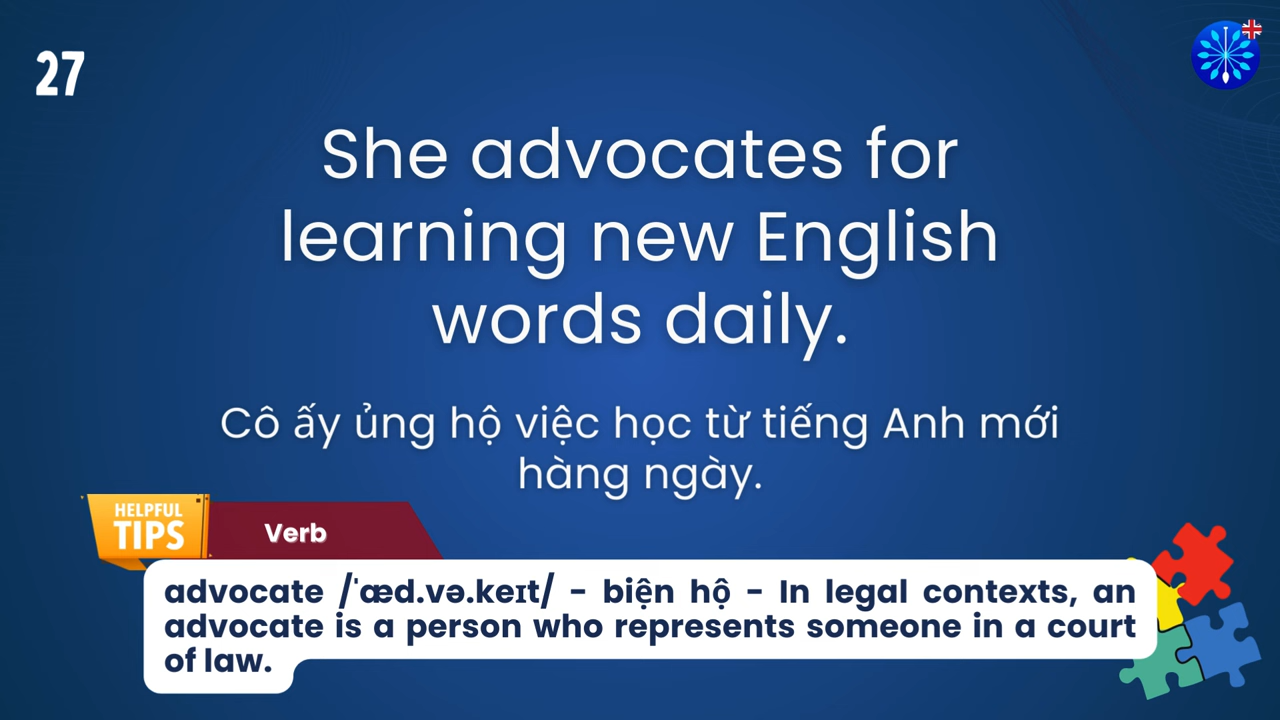 27
She advocates for
learning new English
words daily.
Cô ấy ủng hộ việc học từ tiếng Anh mới
hàng ngày.
HELPFUL
TIPS
Verb
advocate /ˈæd.və.keɪt/ - biện hộ - In legal contexts, an
advocate is a person who represents someone in a court
of law.